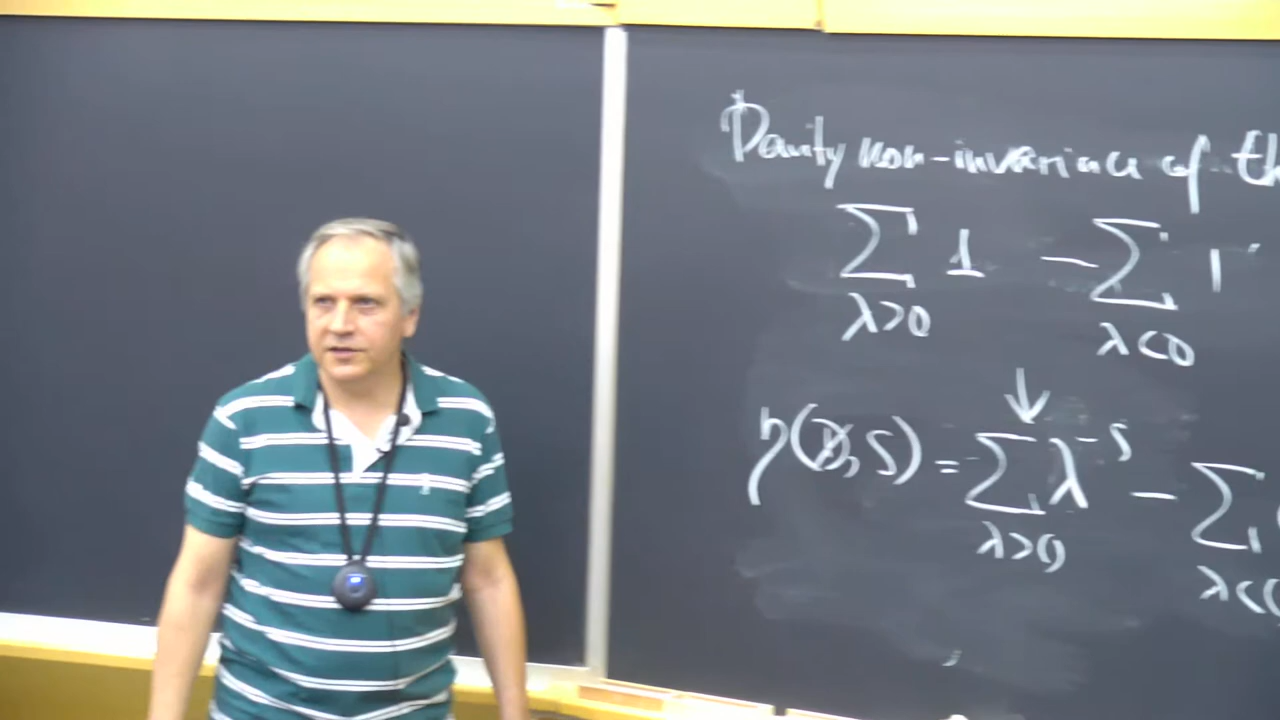 Parity non-invariance of th
∑_{λ>0} 1 − ∑_{λ<0} 1
↓
η(D̸, s) = ∑_{λ>0} λ^{-s} − ∑_{λ<0} (